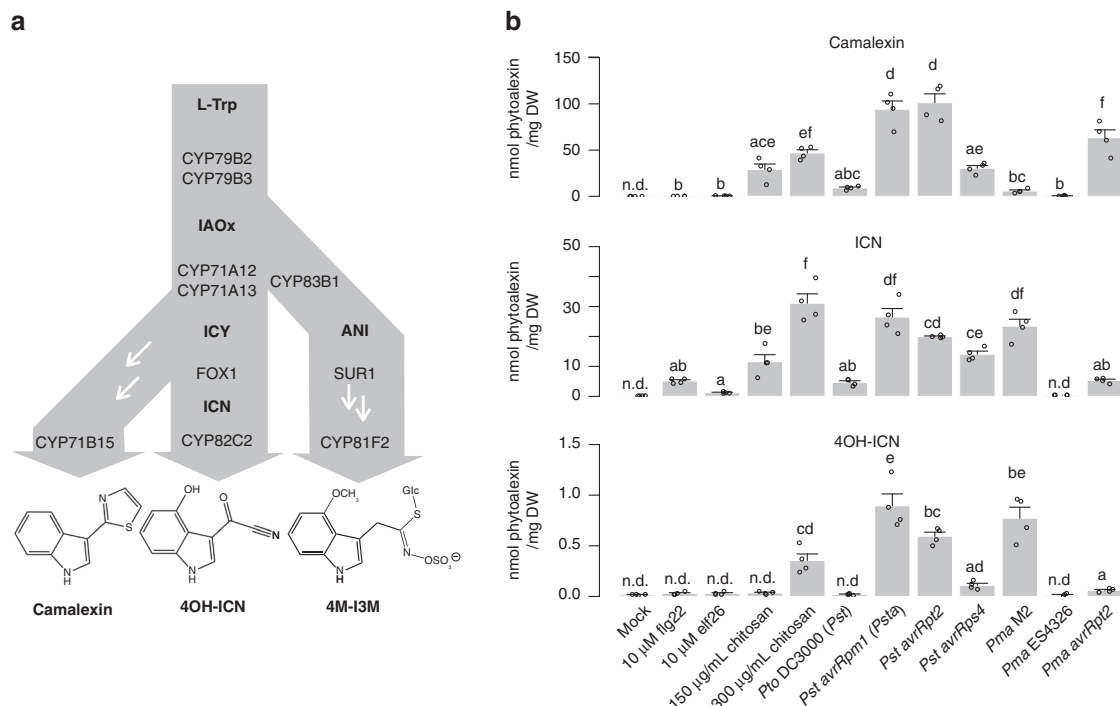 a
L-Trp
CYP79B2
CYP79B3
IAOx
CYP71A12
CYP71A13
CYP83B1
ICY
ANI
FOX1
SUR1
ICN
CYP71B15
CYP82C2
CYP81F2
N
S
N
H
OH
O
N
N
H
OCH3
Glc
S
N
OSO3 ⊖
N
H
Camalexin
4OH-ICN
4M-I3M
b
Camalexin
nmol phytoalexin
/mg DW
150
100
50
0
n.d. b b ace ef abc d d ae bc b f
ICN
nmol phytoalexin
/mg DW
50
30
10
0
n.d. ab a be f ab df cd ce df n.d ab
4OH-ICN
nmol phytoalexin
/mg DW
1.5
1.0
0.5
0.0
n.d. n.d. n.d. n.d. cd n.d e bc ad be n.d a
Mock
10 μM flg22
10 μM elf26
150 μg/mL chitosan
300 μg/mL chitosan
Pto DC3000 (Pst)
Pst avrRpm1 (Psta)
Pst avrRpt2
Pst avrRps4
Pma M2
Pma ES4326
Pma avrRpt2